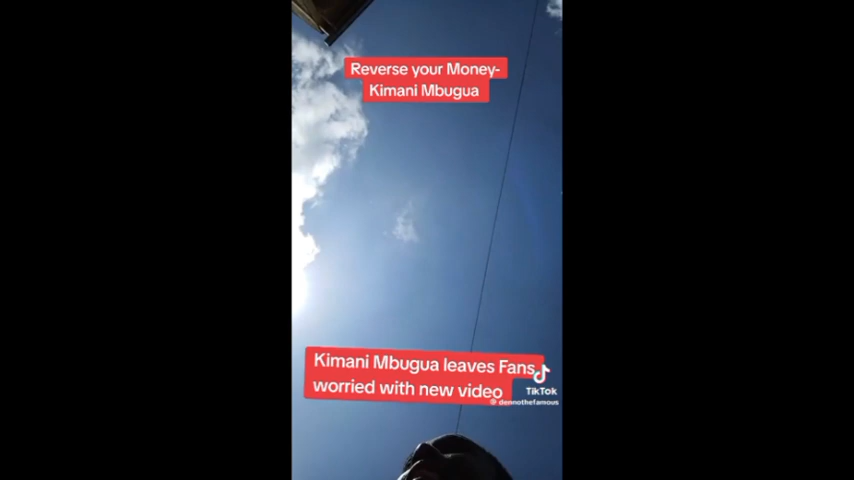 Reverse your Money-
Kimani Mbugua
Kimani Mbugua leaves Fans
worried with new video
TikTok
dennothefamous